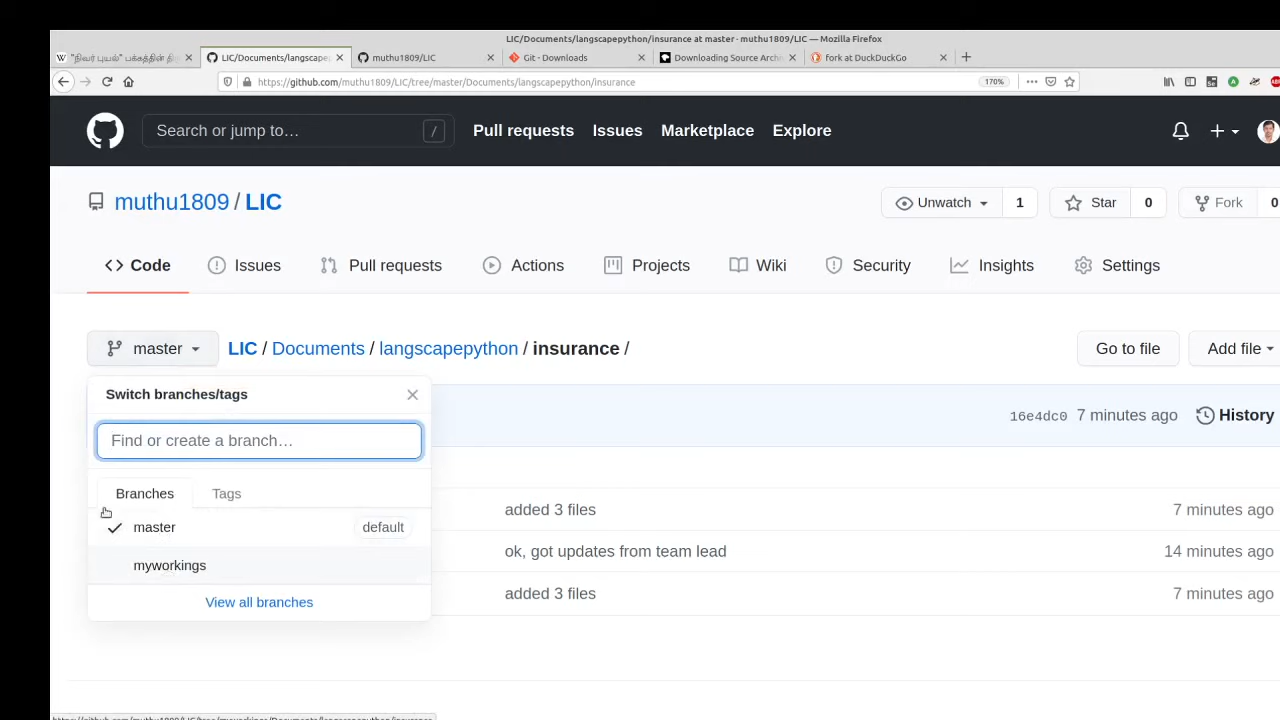 LIC/Documents/langscapepython/insurance at master · muthu1809/LIC — Mozilla Firefox
"நிவர் புயல்" பக்கத்தின் தி
LIC/Documents/langscape
muthu1809/LIC
Git - Downloads
Downloading Source Archi
fork at DuckDuckGo
https://github.com/muthu1809/LIC/tree/master/Documents/langscapepython/insurance
170%
Search or jump to…
/
Pull requests
Issues
Marketplace
Explore
muthu1809 / LIC
Unwatch
1
Star
0
Fork
0
Code
Issues
Pull requests
Actions
Projects
Wiki
Security
Insights
Settings
master
LIC / Documents / langscapepython / insurance /
Go to file
Add file
Switch branches/tags
16e4dc0 7 minutes ago
History
Find or create a branch…
Branches
Tags
added 3 files
7 minutes ago
master
default
ok, got updates from team lead
14 minutes ago
myworkings
added 3 files
7 minutes ago
View all branches